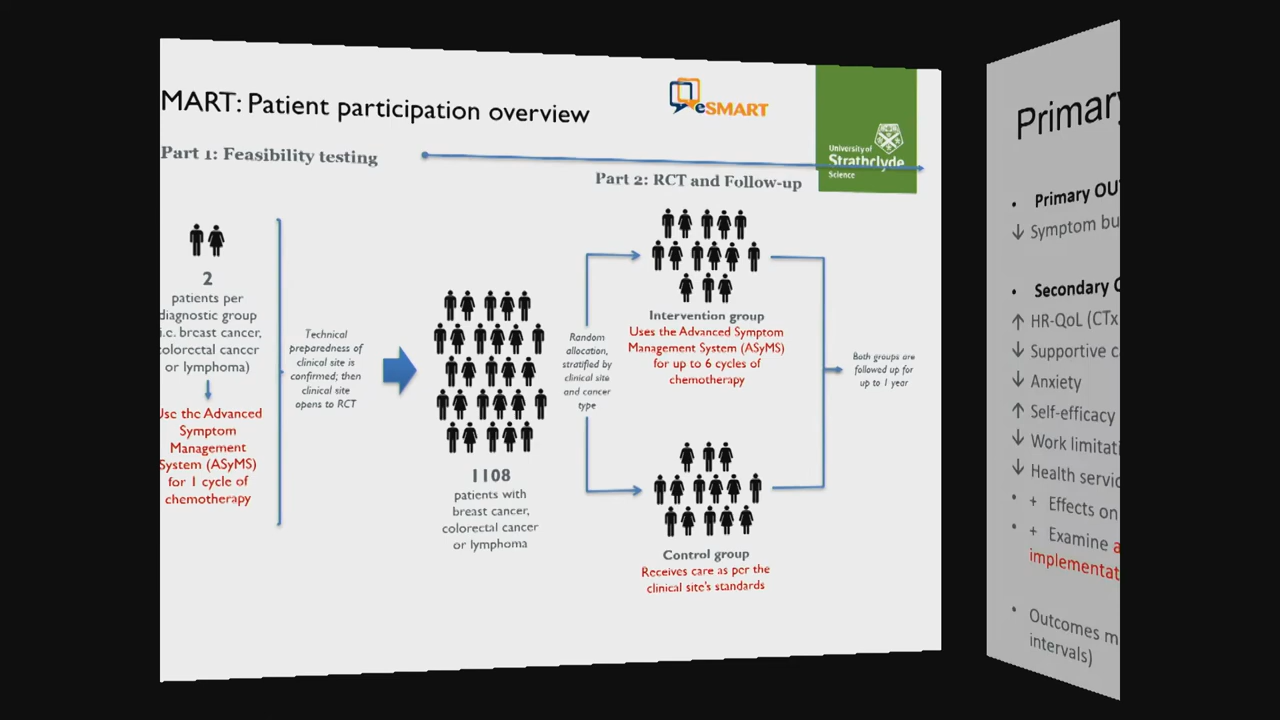 MART: Patient participation overview
eSMART
University of
Strathclyde
Science
Part 1: Feasibility testing
Part 2: RCT and Follow-up
2
patients per
diagnostic group
i.e. breast cancer,
colorectal cancer
or lymphoma)
Use the Advanced
Symptom
Management
System (ASyMS)
for 1 cycle of
chemotherapy
Technical
preparedness of
clinical site is
confirmed; then
clinical site
opens to RCT
1108
patients with
breast cancer,
colorectal cancer
or lymphoma
Random
allocation,
stratified by
clinical site
and cancer
type
Intervention group
Uses the Advanced Symptom
Management System (ASyMS)
for up to 6 cycles of
chemotherapy
Control group
Receives care as per the
clinical site's standards
Both groups are
followed up for
up to 1 year
Primary
• Primary OU
↓ Symptom bu
• Secondary
↑ HR-QoL (CTx
↓ Supportive c
↓ Anxiety
↑ Self-efficacy
↓ Work limitati
↓ Health servic
• + Effects on
• + Examine a
implementat
• Outcomes m
intervals)